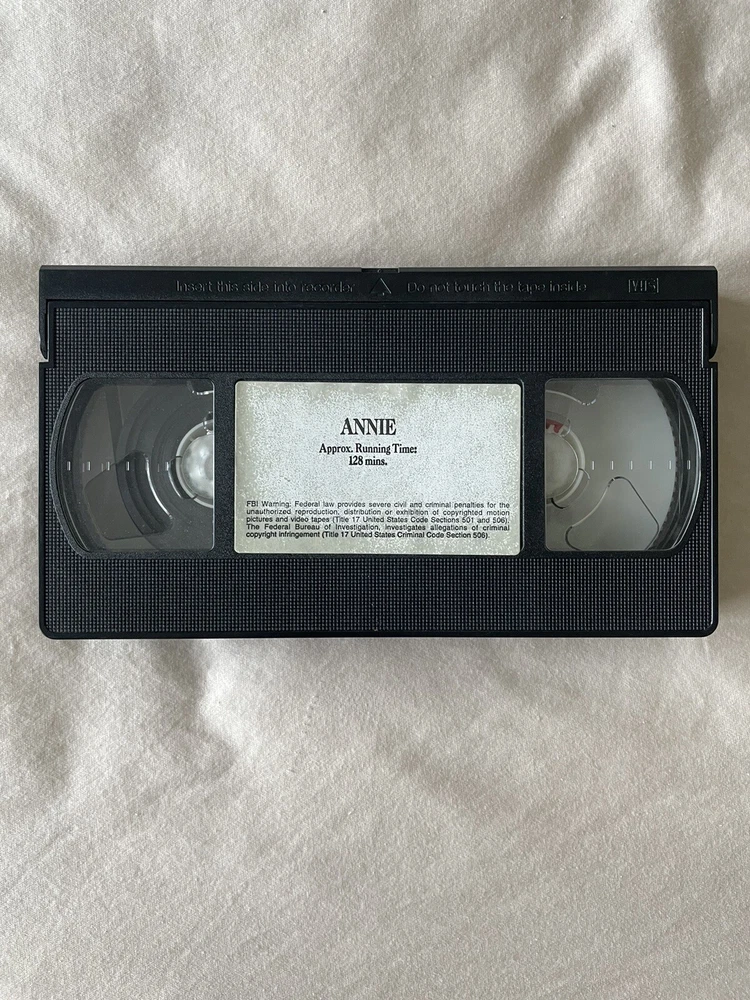 Insert this side into recorder Do not touch the tape inside VHS
ANNIE
Approx. Running Time:
128 mins.
FBI Warning: Federal law provides severe civil and criminal penalties for the
unauthorized reproduction, distribution or exhibition of copyrighted motion
pictures and video tapes (Title 17 United States Code Sections 501 and 506).
The Federal Bureau of Investigation, investigates allegations of criminal
copyright infringement (Title 17 United States Criminal Code Section 506).